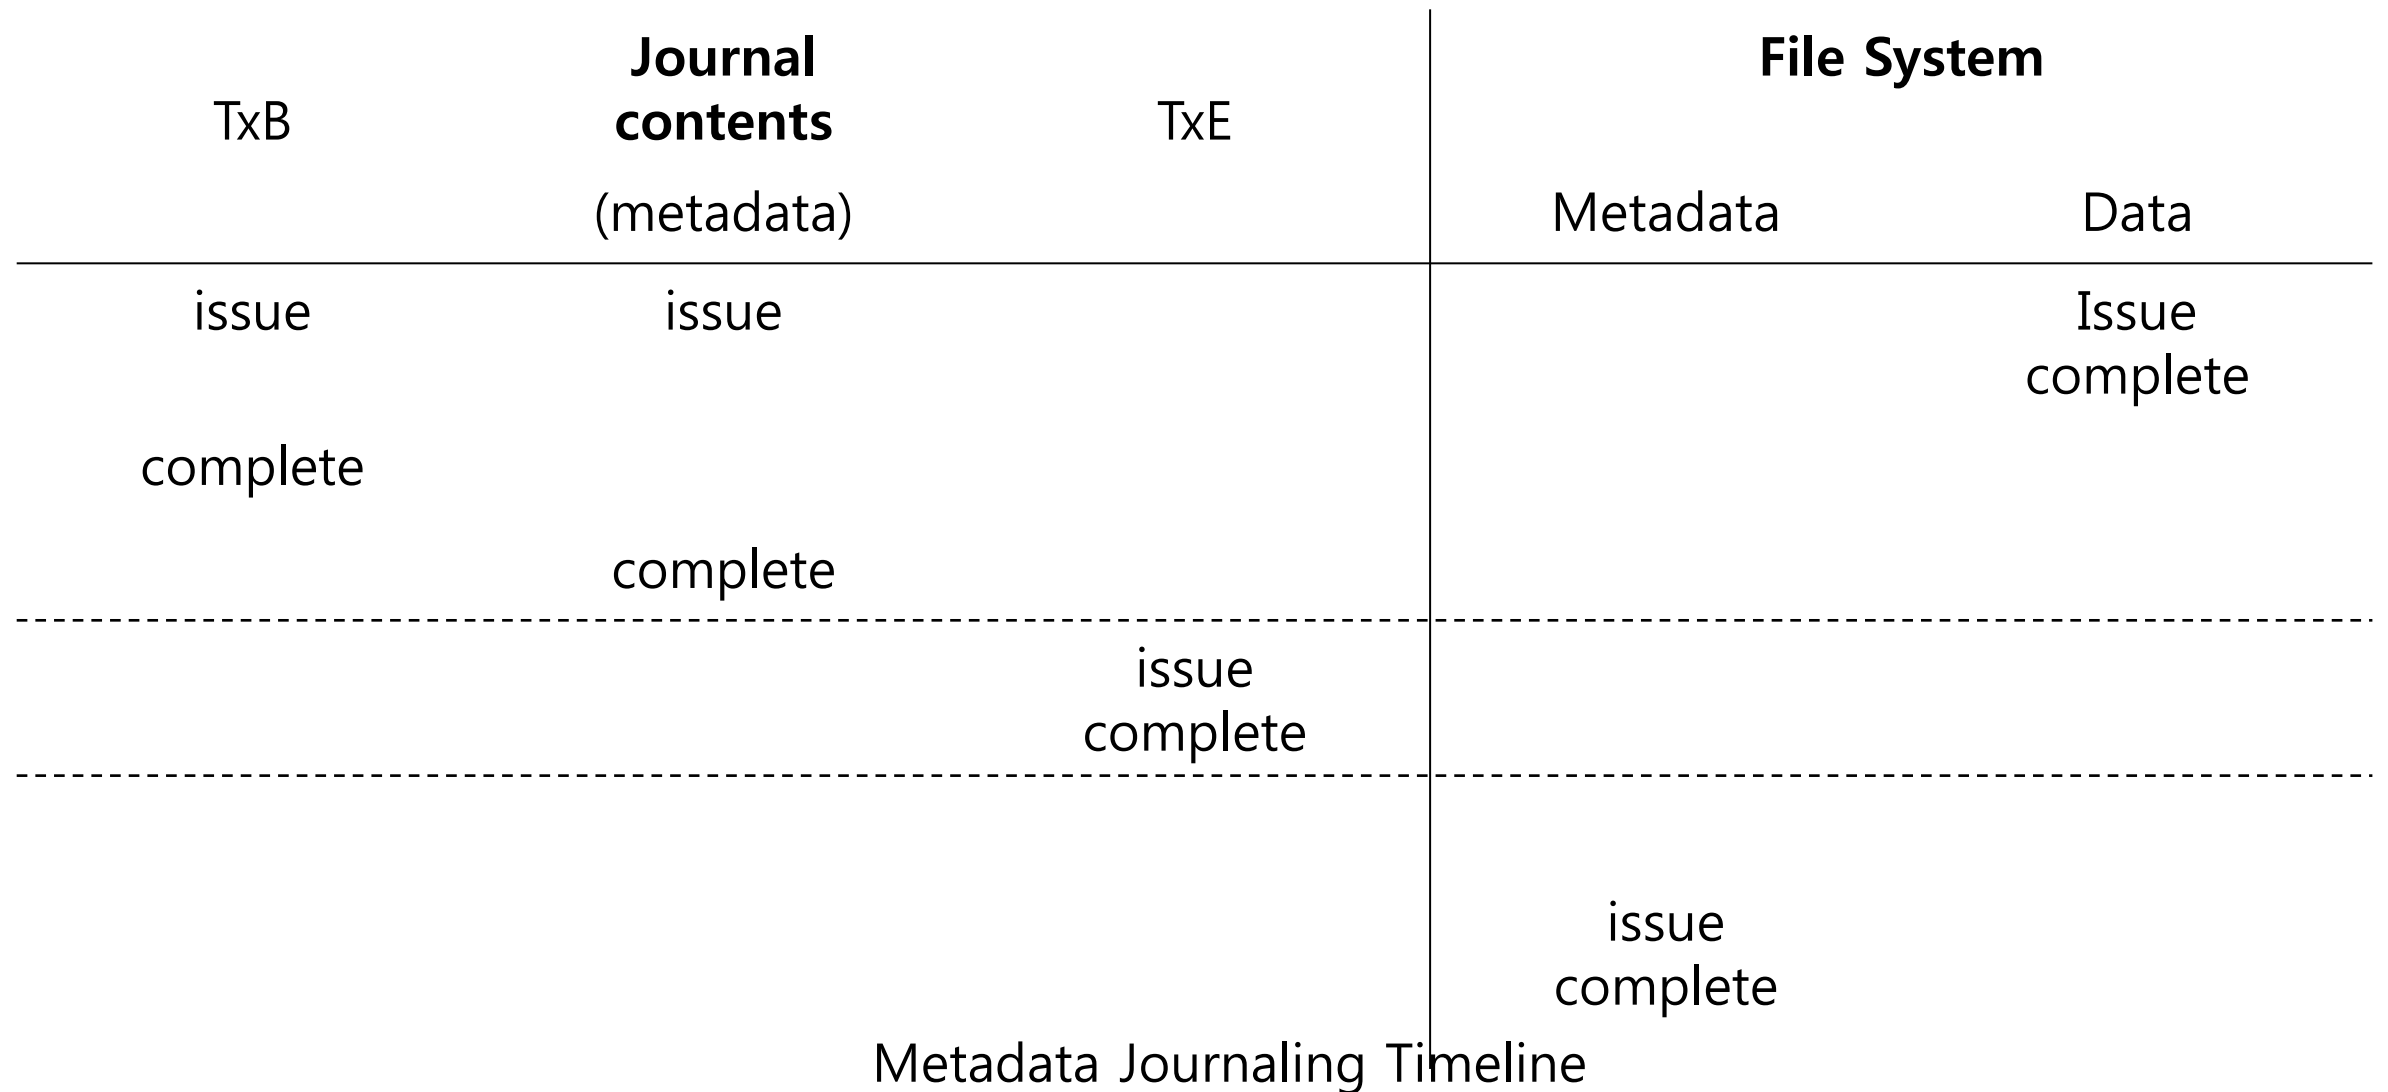 Journal File System
TxB contents TxE
(metadata) Metadata Data
issue issue Issue
complete
complete
complete
issue
complete
issue
complete
Metadata Journaling Timeline